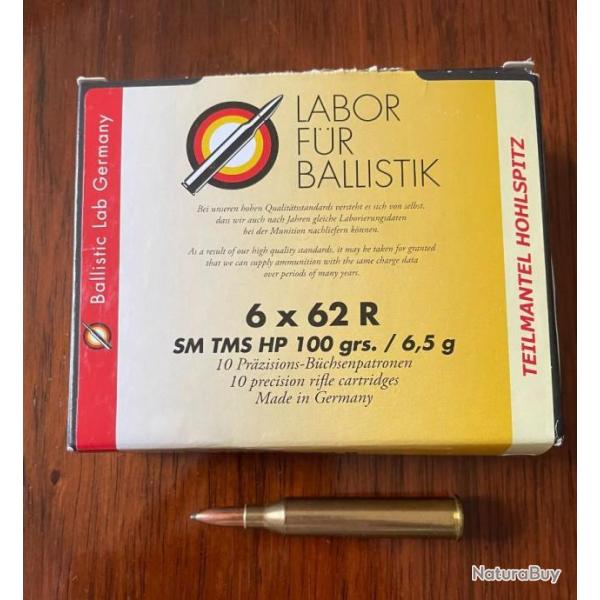 Ballistic Lab Germany
LABOR
FÜR
BALLISTIK
Bei unseren hohen Qualitätsstandards versteht es sich von selbst,
dass wir auch nach Jahren gleiche Laborierungsdaten
bei der Munition nachliefern können.
As a result of our high quality standards, it may be taken for granted
that we can supply ammunition with the same charge data
over periods of many years.
6 x 62 R
SM TMS HP 100 grs. / 6,5 g
10 Präzisions-Büchsenpatronen
10 precision rifle cartridges
Made in Germany
TEILMANTEL HOHLSPITZ
NaturaBuy